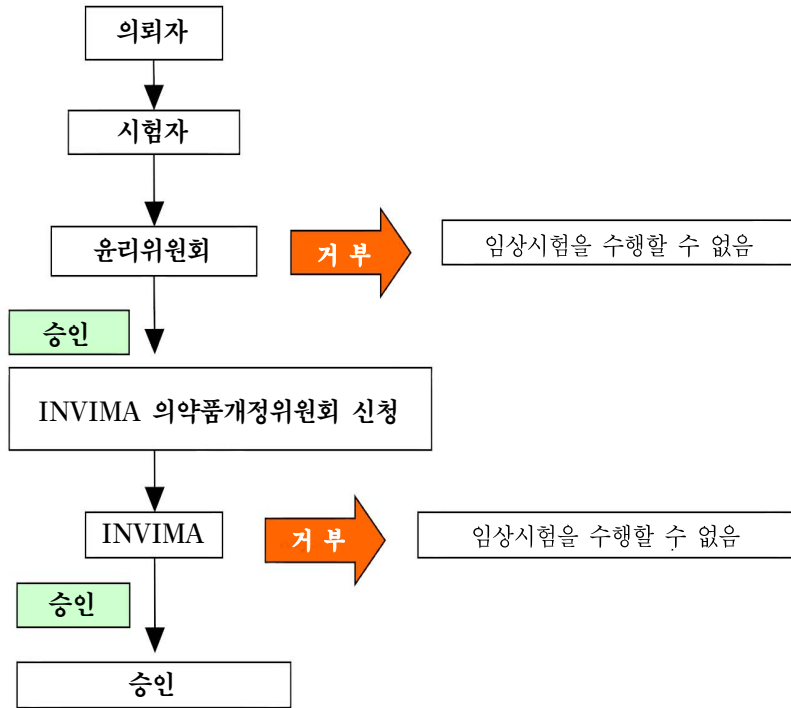 의뢰자
시험자
윤리위원회
거 부
임상시험을 수행할 수 없음
승인
INVIMA 의약품개정위원회 신청
INVIMA
거 부
임상시험을 수행할 수 없음
승인
승인